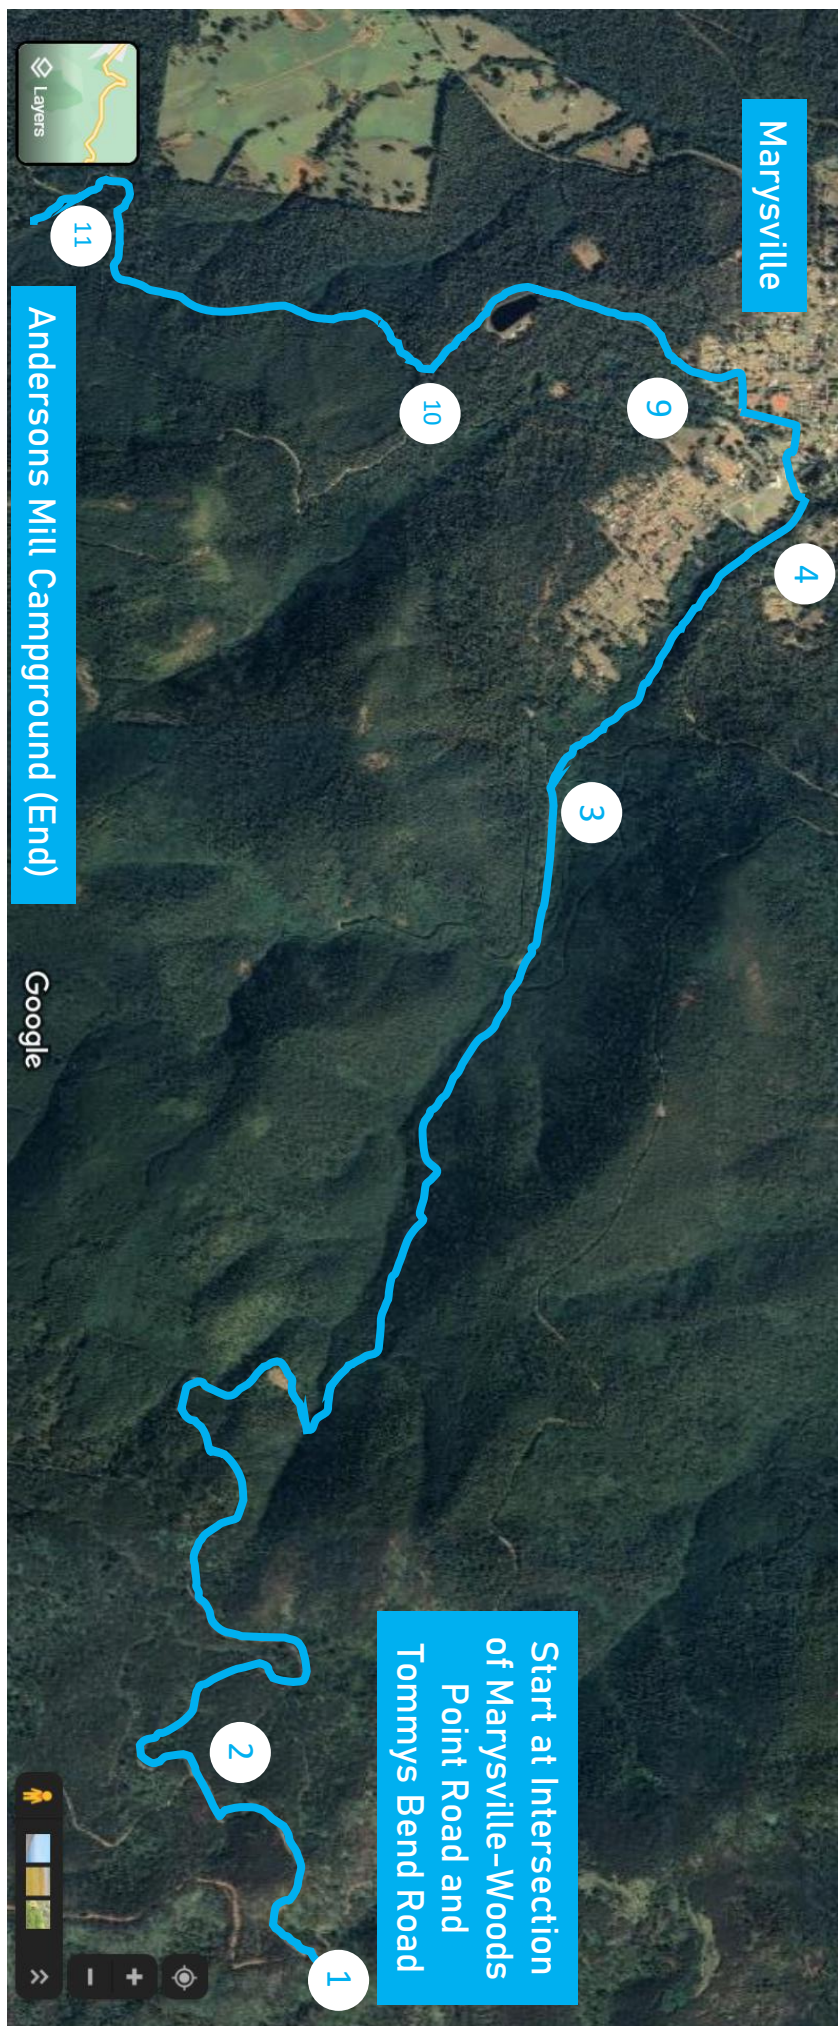 Marysville
Layers
11
10
9
4
3
Andersons Mill Campground (End)
Google
Start at Intersection
of Marysville-Woods
Point Road and
Tommys Bend Road
2
1